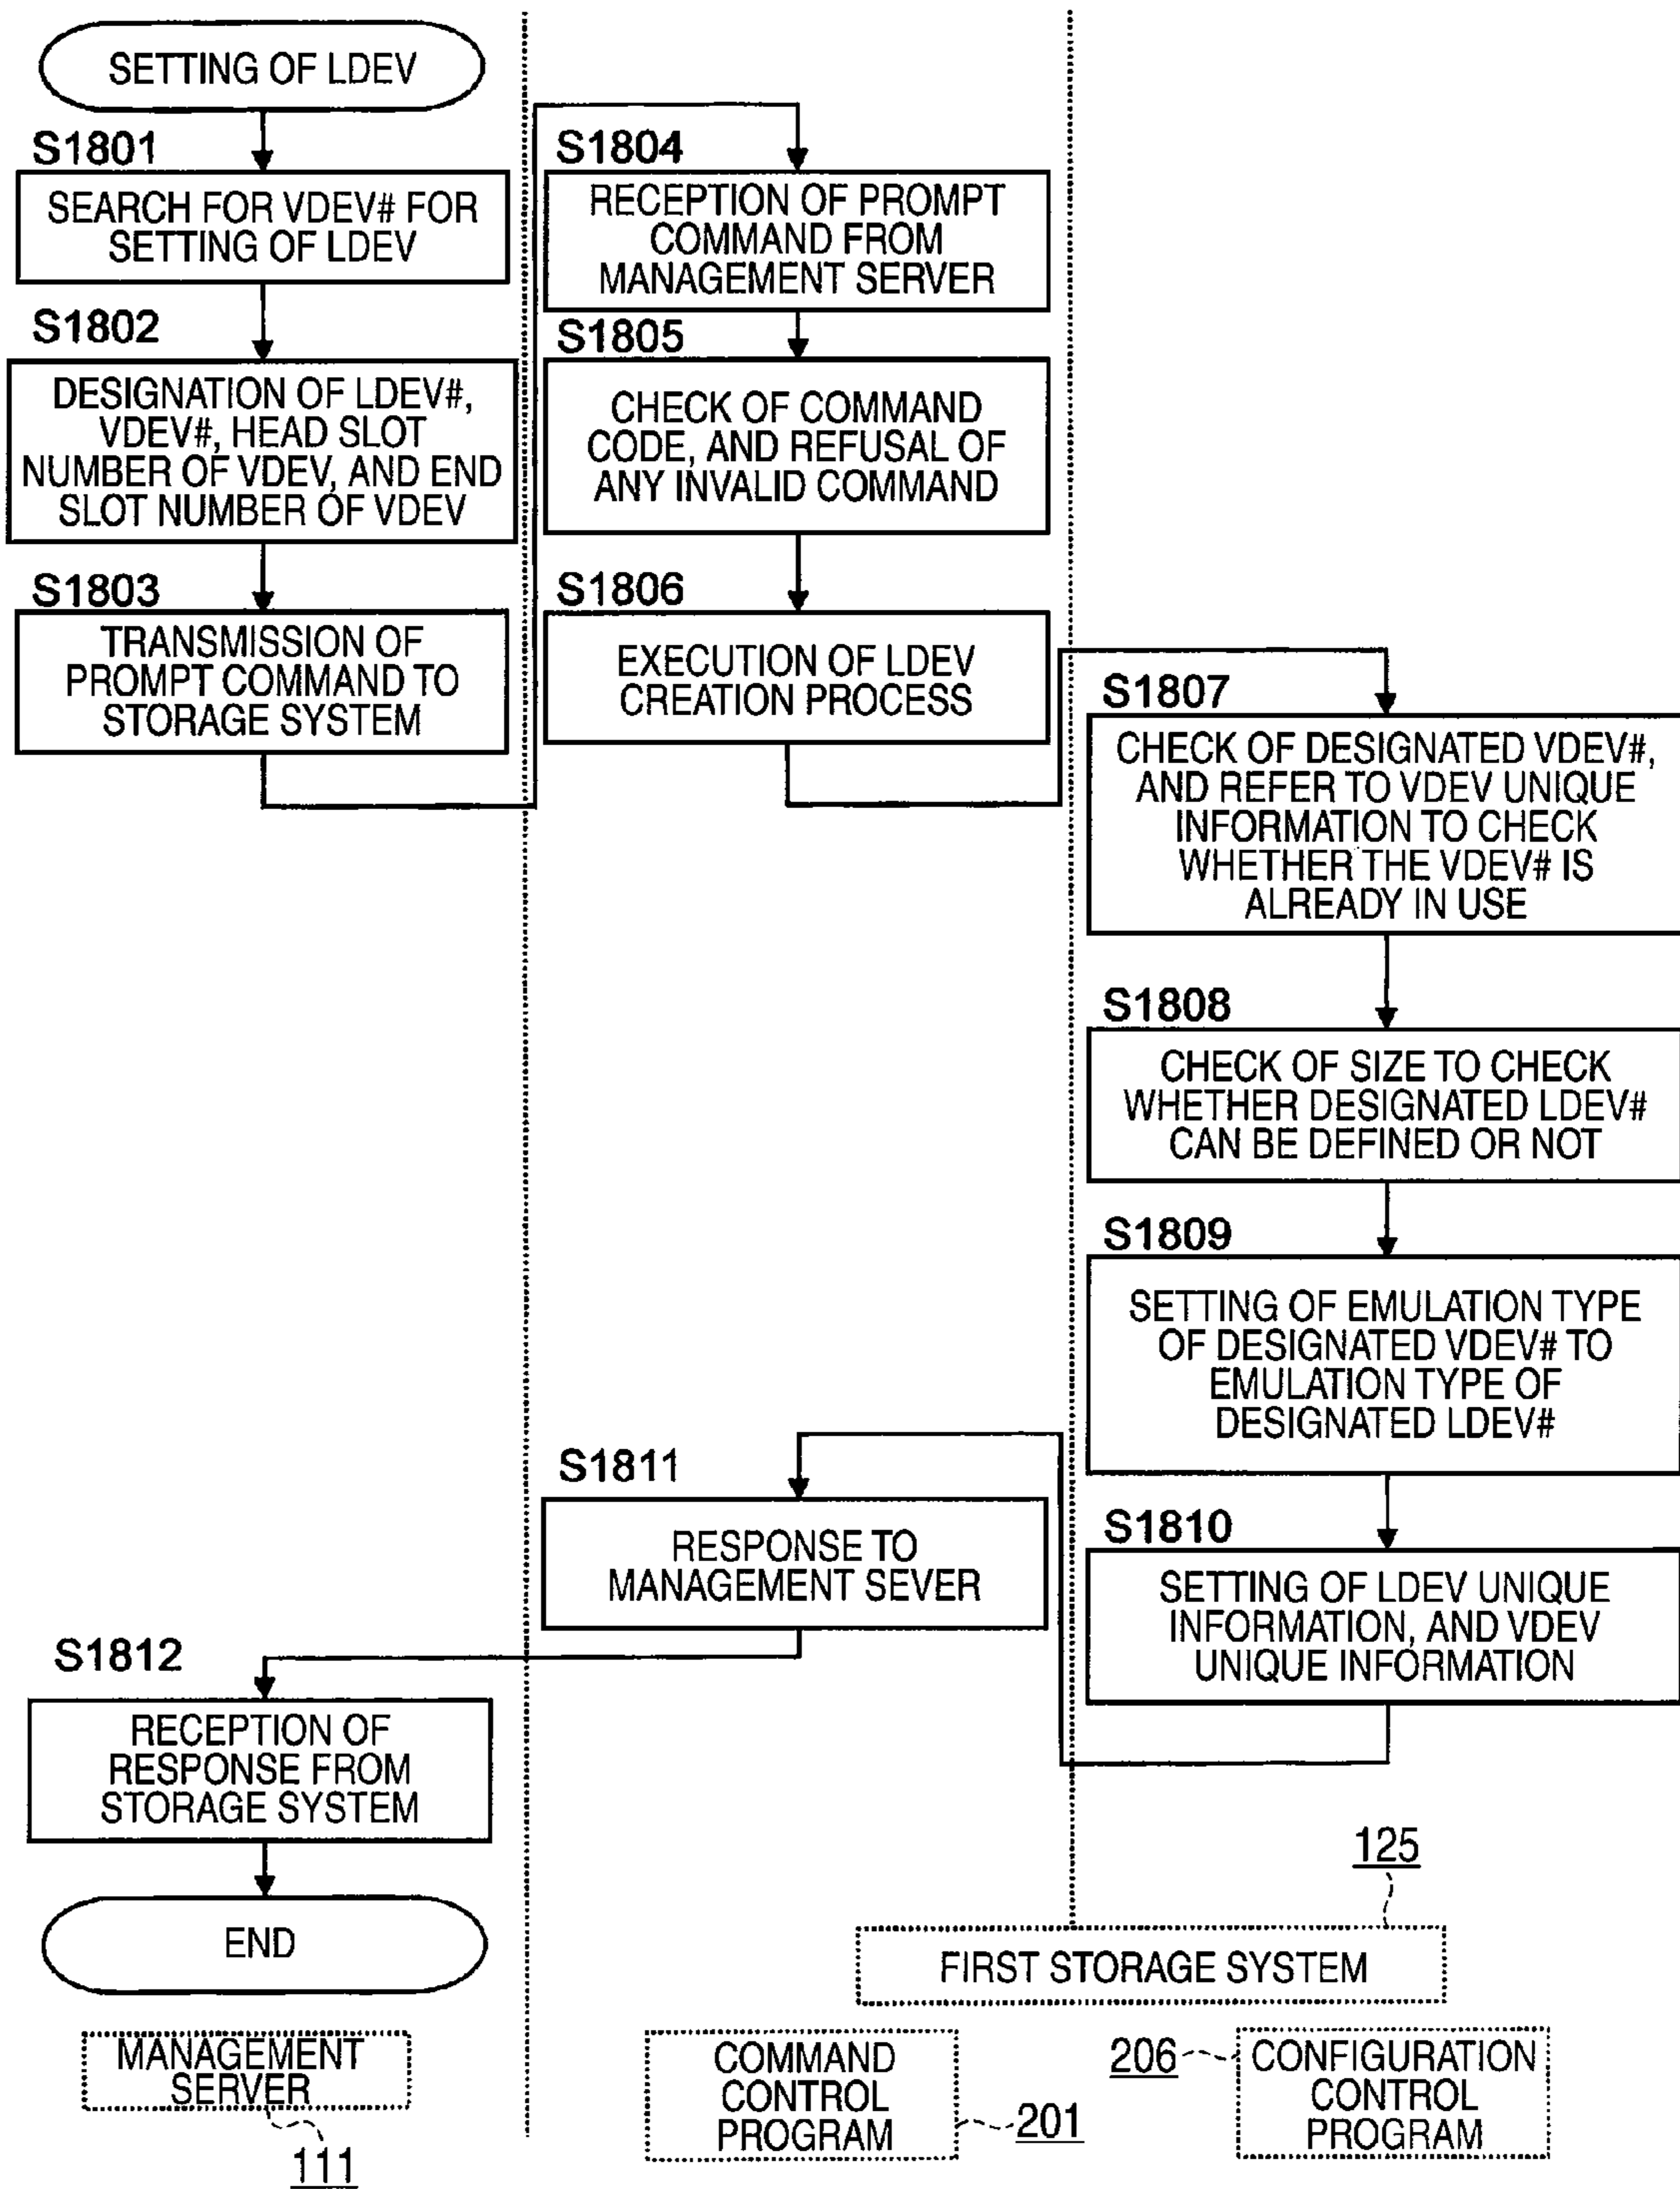 SETTING OF LDEV
S1801
SEARCH FOR VDEV# FOR
SETTING OF LDEV
S1802
DESIGNATION OF LDEV#,
VDEV#, HEAD SLOT
NUMBER OF VDEV, AND END
SLOT NUMBER OF VDEV
S1803
TRANSMISSION OF
PROMPT COMMAND TO
STORAGE SYSTEM
S1804
RECEPTION OF PROMPT
COMMAND FROM
MANAGEMENT SERVER
S1805
CHECK OF COMMAND
CODE, AND REFUSAL OF
ANY INVALID COMMAND
S1806
EXECUTION OF LDEV
CREATION PROCESS
S1807
CHECK OF DESIGNATED VDEV#,
AND REFER TO VDEV UNIQUE
INFORMATION TO CHECK
WHETHER THE VDEV# IS
ALREADY IN USE
S1808
CHECK OF SIZE TO CHECK
WHETHER DESIGNATED LDEV#
CAN BE DEFINED OR NOT
S1809
SETTING OF EMULATION TYPE
OF DESIGNATED VDEV# TO
EMULATION TYPE OF
DESIGNATED LDEV#
S1810
SETTING OF LDEV UNIQUE
INFORMATION, AND VDEV
UNIQUE INFORMATION
S1811
RESPONSE TO
MANAGEMENT SEVER
S1812
RECEPTION OF
RESPONSE FROM
STORAGE SYSTEM
END
125
FIRST STORAGE SYSTEM
MANAGEMENT
SERVER
111
COMMAND
CONTROL
PROGRAM
201
206
CONFIGURATION
CONTROL
PROGRAM